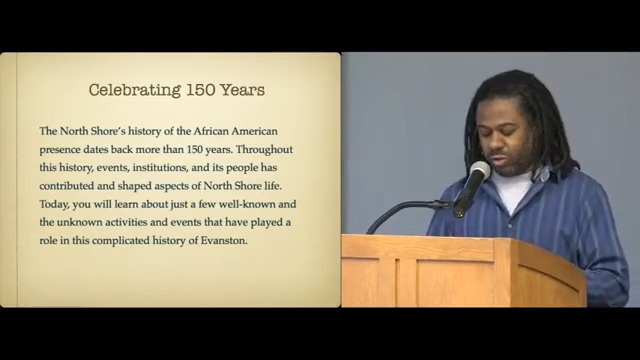 Celebrating 150 Years
The North Shore's history of the African American
presence dates back more than 150 years. Throughout
this history, events, institutions, and its people has
contributed and shaped aspects of North Shore life.
Today, you will learn about just a few well-known and
the unknown activities and events that have played a
role in this complicated history of Evanston.